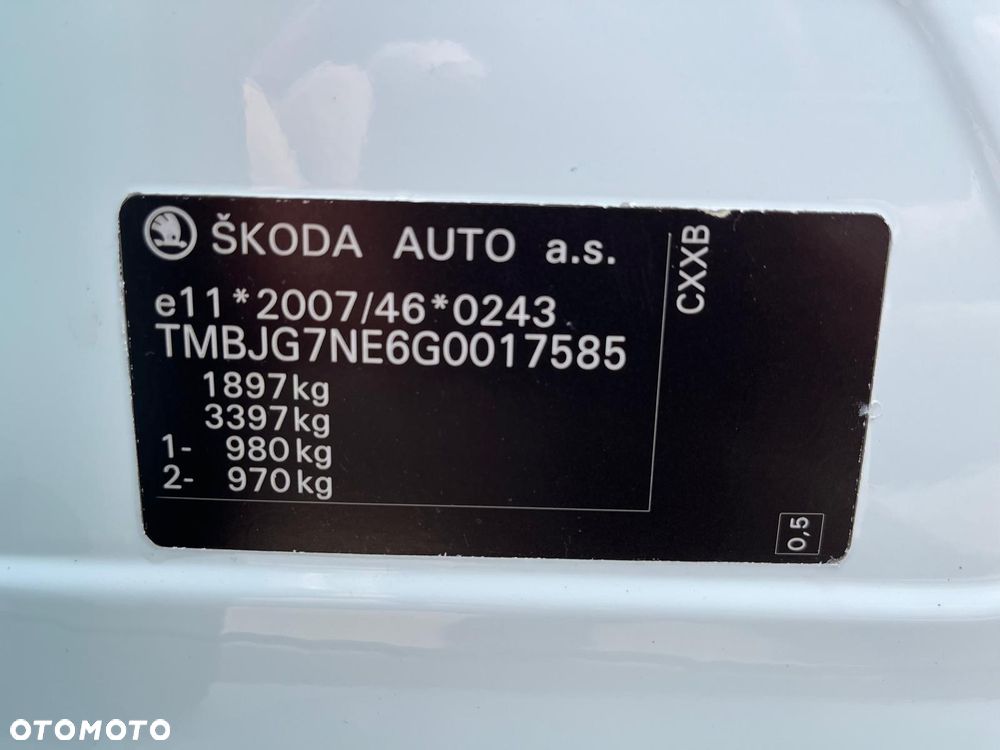 ŠKODA AUTO a.s.
e11*2007/46*0243
TMBJG7NE6G0017585
1897kg
3397kg
1- 980kg
2- 970kg
CXXB
0,5
OTOMOTO